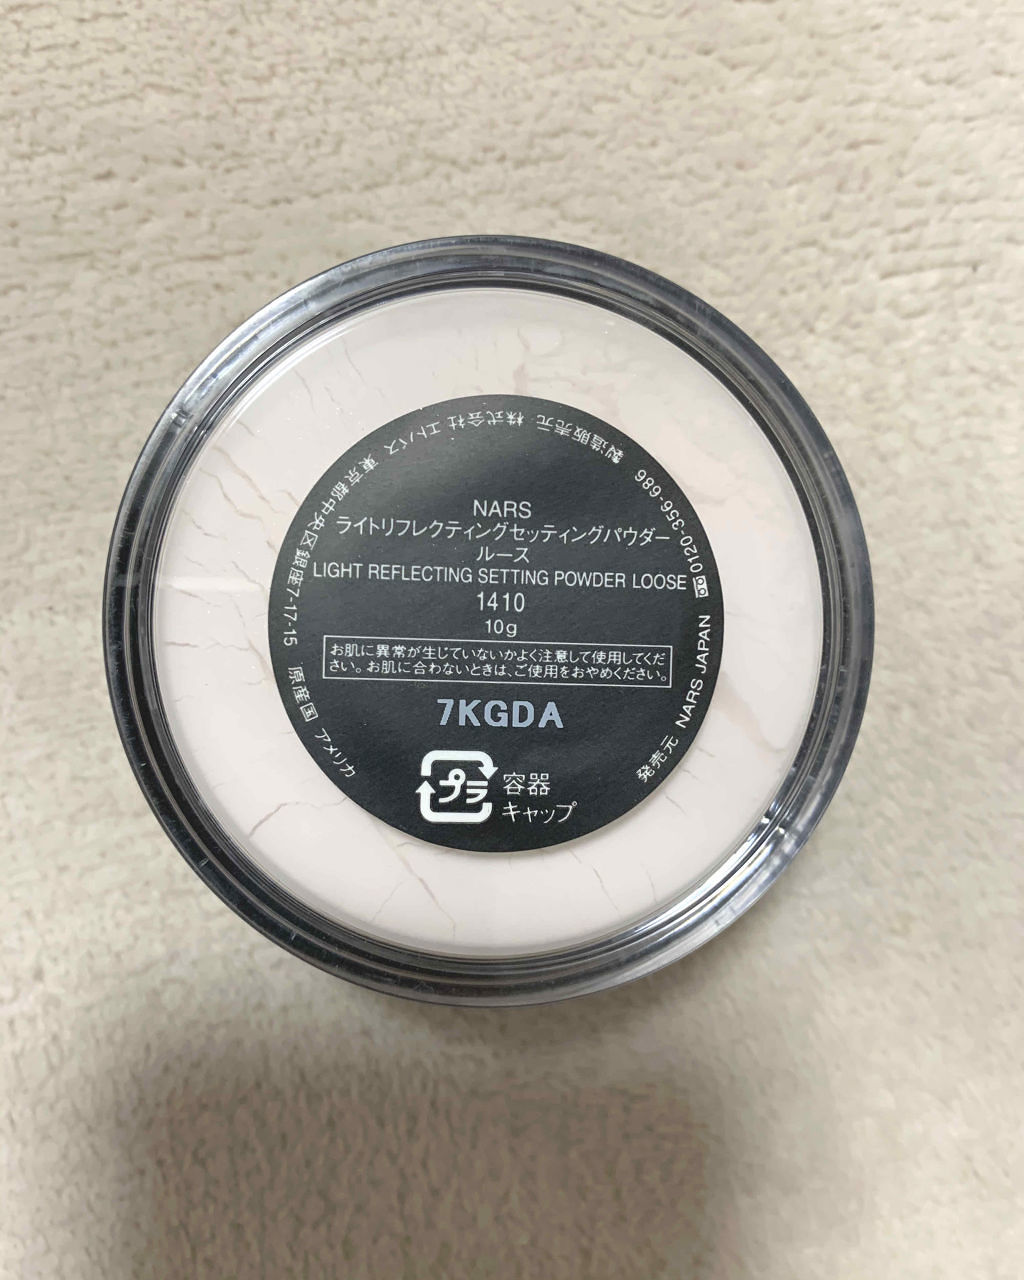 NARS
ライトリフレクティングセッティングパウダー
ルース
LIGHT REFLECTING SETTING POWDER LOOSE
1410
10g
お肌に異常が生じていないかよく注意して使用してくだ
さい。お肌に合わないときは、ご使用をおやめください。
7KGDA
プラ
容器
キャップ
製造販売元 株式会社 エトバス 東京都中央区銀座7-17-15 原産国 アメリカ
発売元 NARS JAPAN 0120-356-686